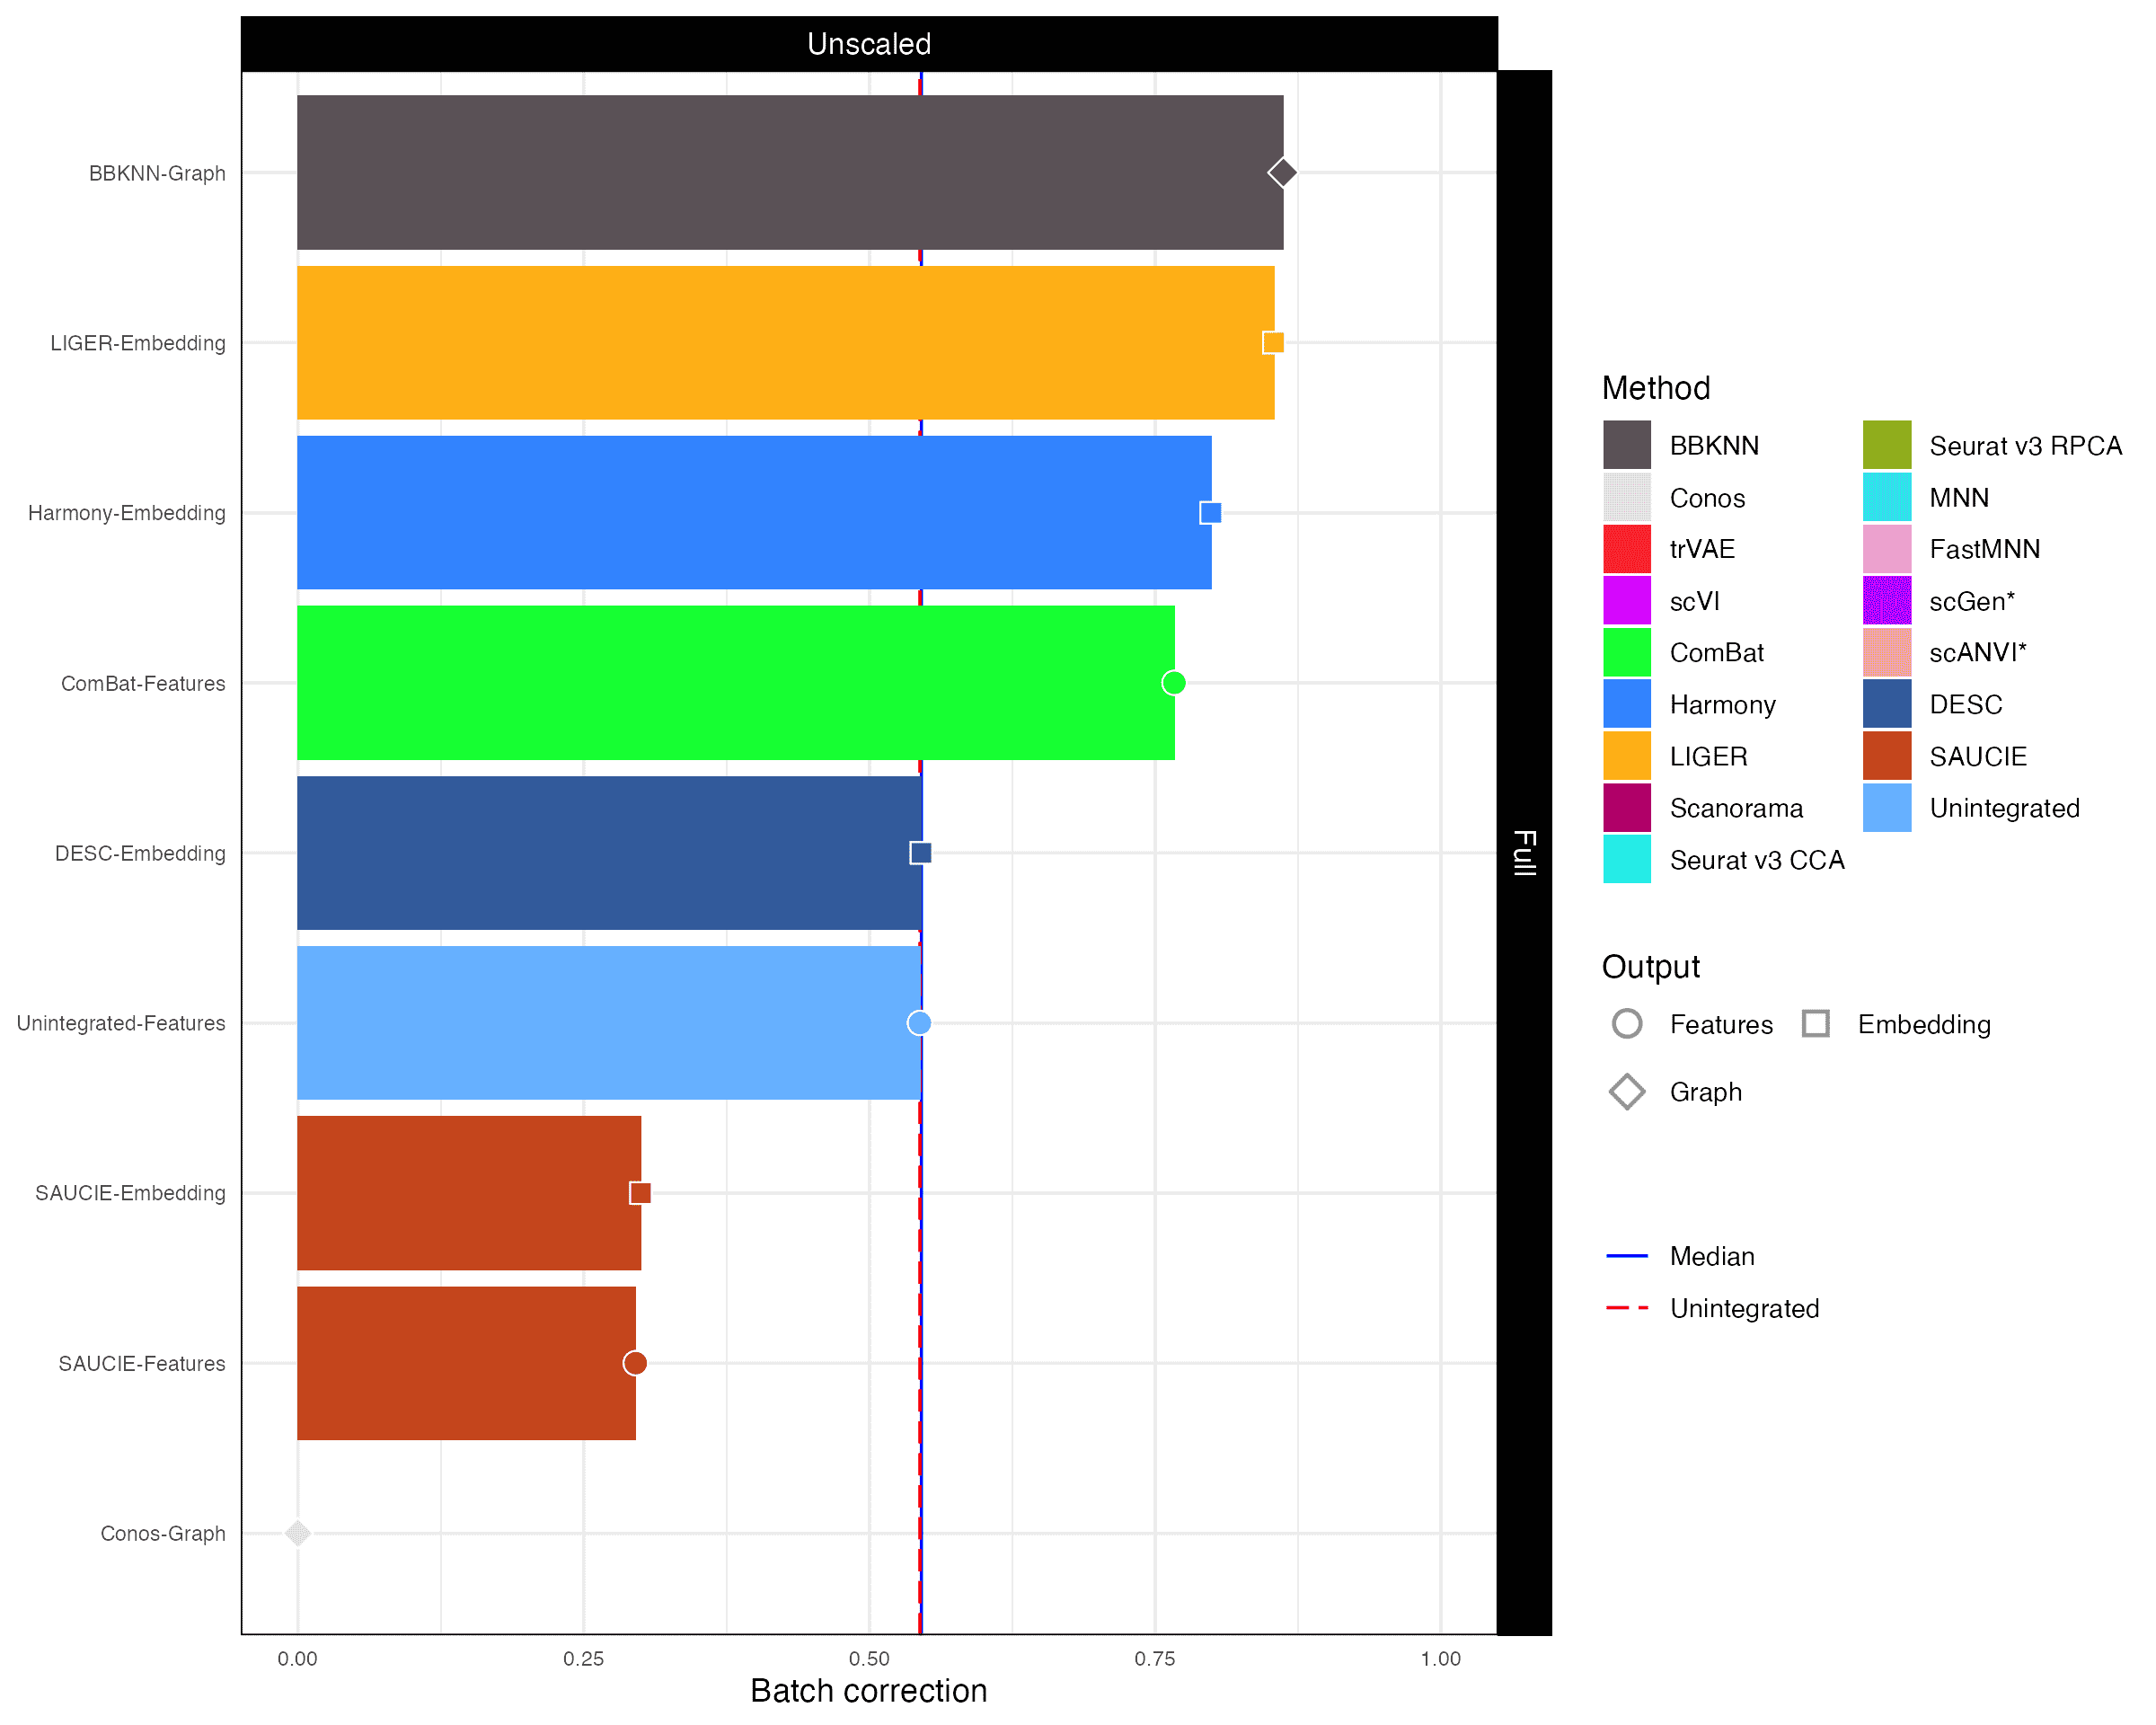 Unscaled
BBKNN-Graph
LIGER-Embedding
Harmony-Embedding
ComBat-Features
DESC-Embedding
Unintegrated-Features
SAUCIE-Embedding
SAUCIE-Features
Conos-Graph
0.00 0.25 0.50 0.75 1.00
Batch correction
Full
Method
BBKNN Seurat v3 RPCA
Conos MNN
trVAE FastMNN
scVI scGen*
ComBat scANVI*
Harmony DESC
LIGER SAUCIE
Scanorama Unintegrated
Seurat v3 CCA
Output
Features Embedding
Graph
Median
Unintegrated